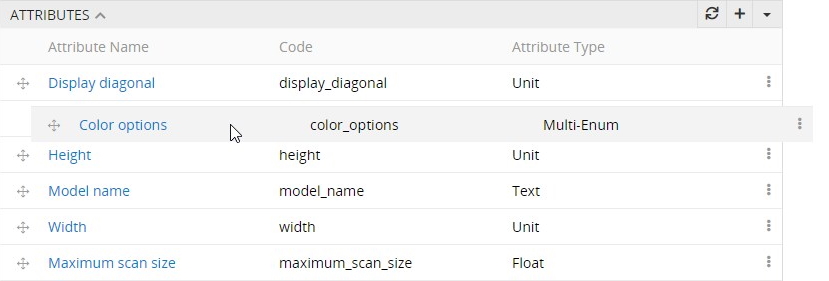 ATTRIBUTES
Attribute Name Code Attribute Type
Display diagonal display_diagonal Unit
Color options color_options Multi-Enum
Height height Unit
Model name model_name Text
Width width Unit
Maximum scan size maximum_scan_size Float